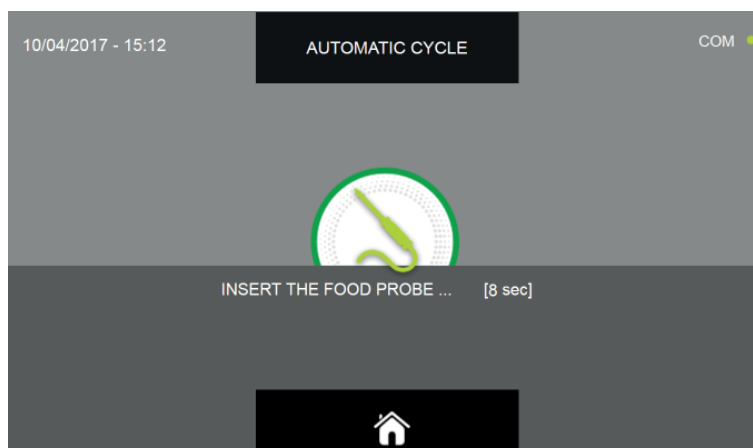 10/04/2017 - 15:12
AUTOMATIC CYCLE
COM
INSERT THE FOOD PROBE ... [8 sec]